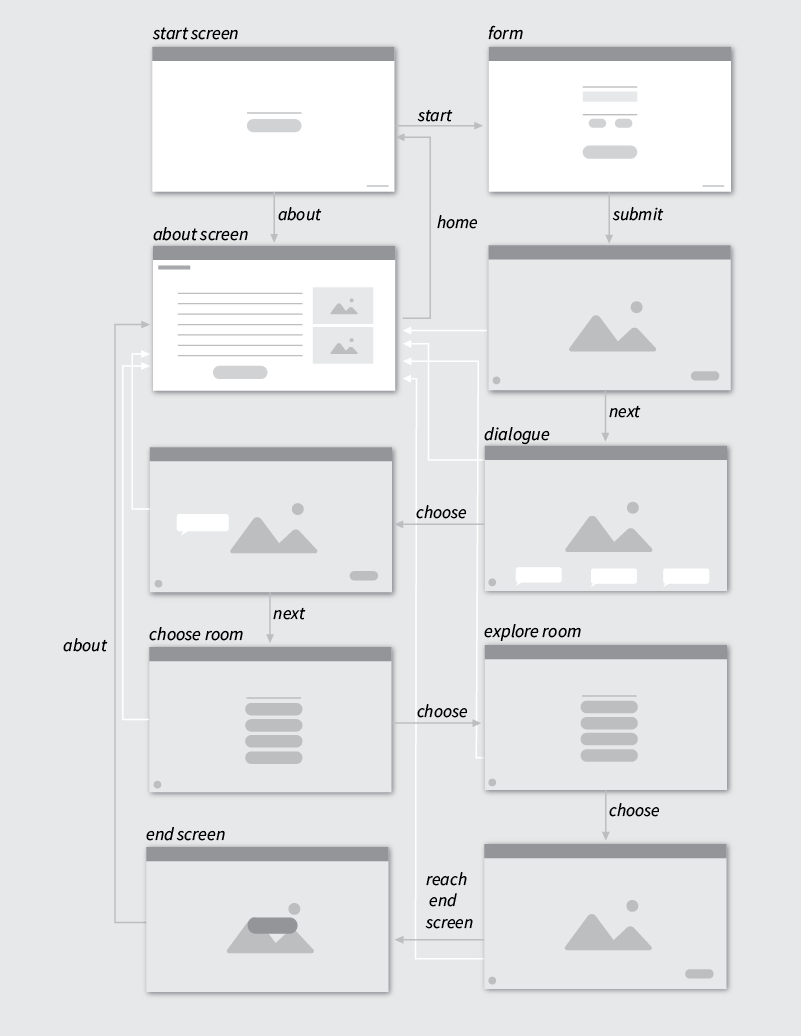 start screen
form
start
about
submit
home
about screen
next
dialogue
choose
next
choose room
explore room
about
choose
choose
end screen
reach
end
screen